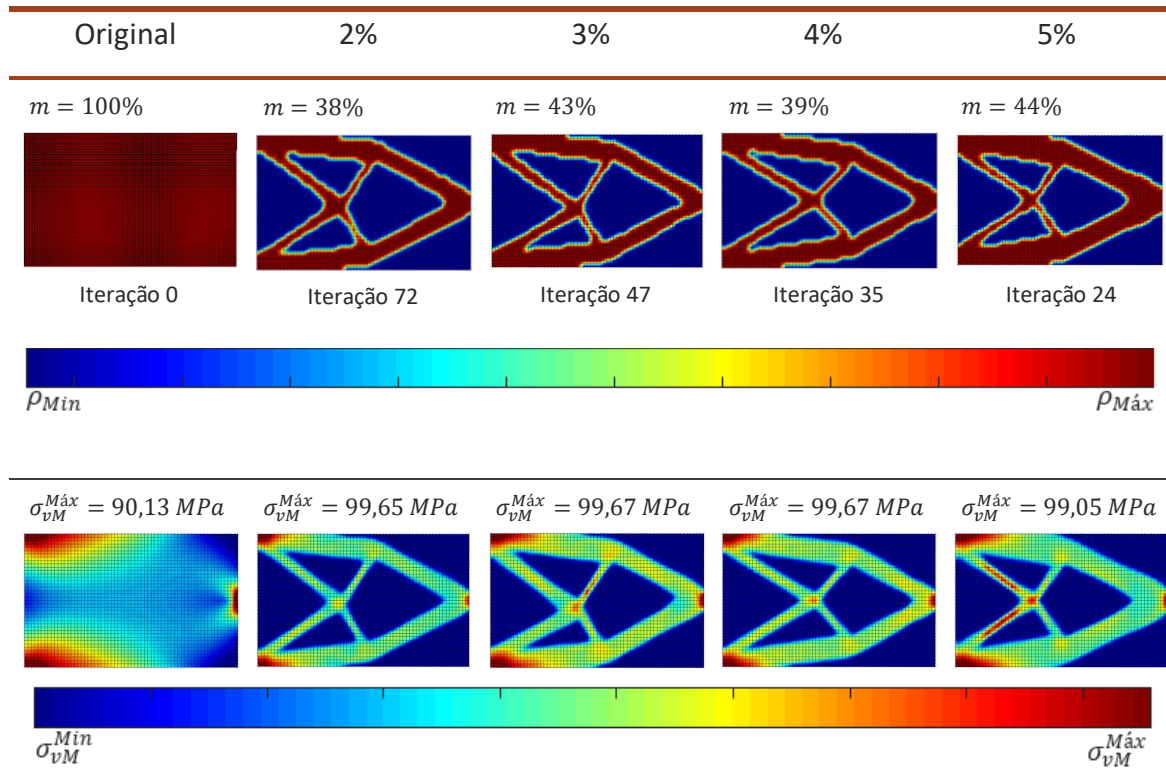 Original 2% 3% 4% 5%
m = 100% m = 38% m = 43% m = 39% m = 44%
Iteração 0 Iteração 72 Iteração 47 Iteração 35 Iteração 24
ρMin ρMáx
σvMMáx = 90,13 MPa σvMMáx = 99,65 MPa σvMMáx = 99,67 MPa σvMMáx = 99,67 MPa σvMMáx = 99,05 MPa
σvMMin σvMMáx